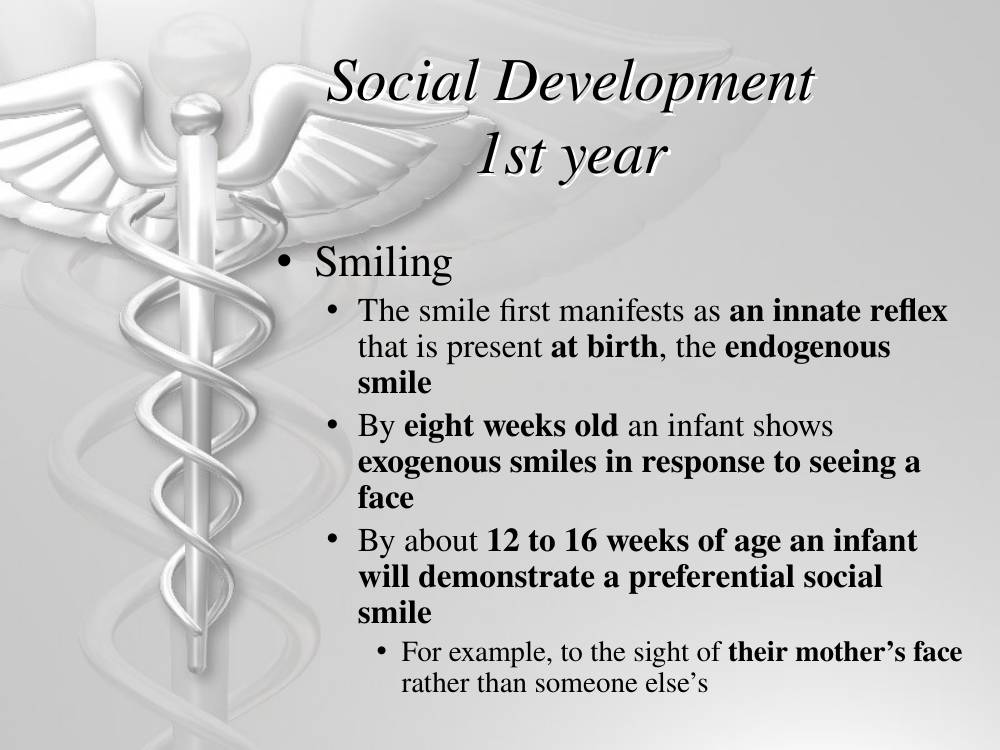 Social Development
1st year
• Smiling
• The smile first manifests as an innate reflex
that is present at birth, the endogenous
smile
• By eight weeks old an infant shows
exogenous smiles in response to seeing a
face
• By about 12 to 16 weeks of age an infant
will demonstrate a preferential social
smile
• For example, to the sight of their mother’s face
rather than someone else’s